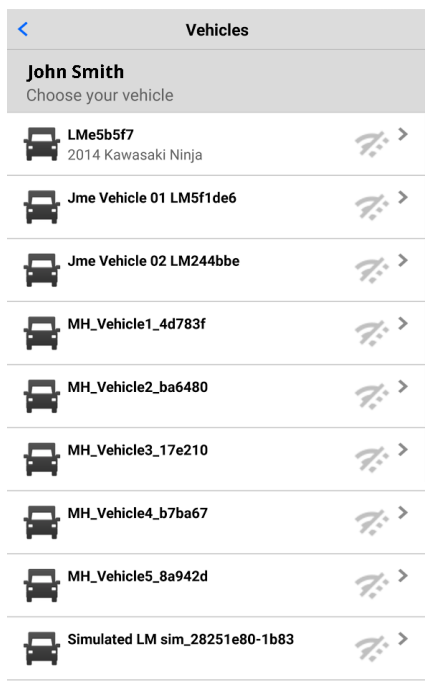 Vehicles
John Smith
Choose your vehicle
LMe5b5f7
2014 Kawasaki Ninja
Jme Vehicle 01 LM5f1de6
Jme Vehicle 02 LM244bbe
MH_Vehicle1_4d783f
MH_Vehicle2_ba6480
MH_Vehicle3_17e210
MH_Vehicle4_b7ba67
MH_Vehicle5_8a942d
Simulated LM sim_28251e80-1b83